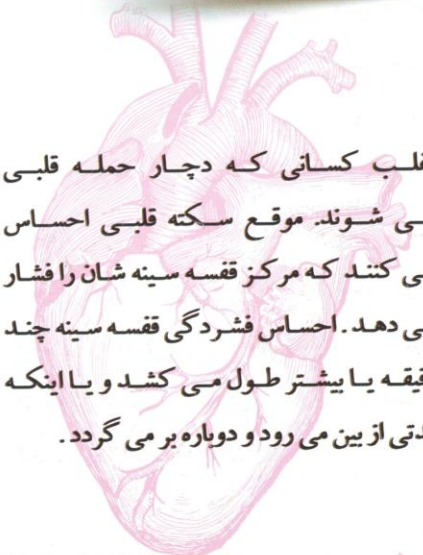 کسانی که دچار حمله قلبی
شوند. موقع سکته قلبی احساس
کنند که مرکز قفسه سینه شان را فشار
دهد. احساس فشردگی قفسه سینه چند
یا بیشتر طول می کشد و یا اینکه
از بین می رود و دوباره بر می گردد.